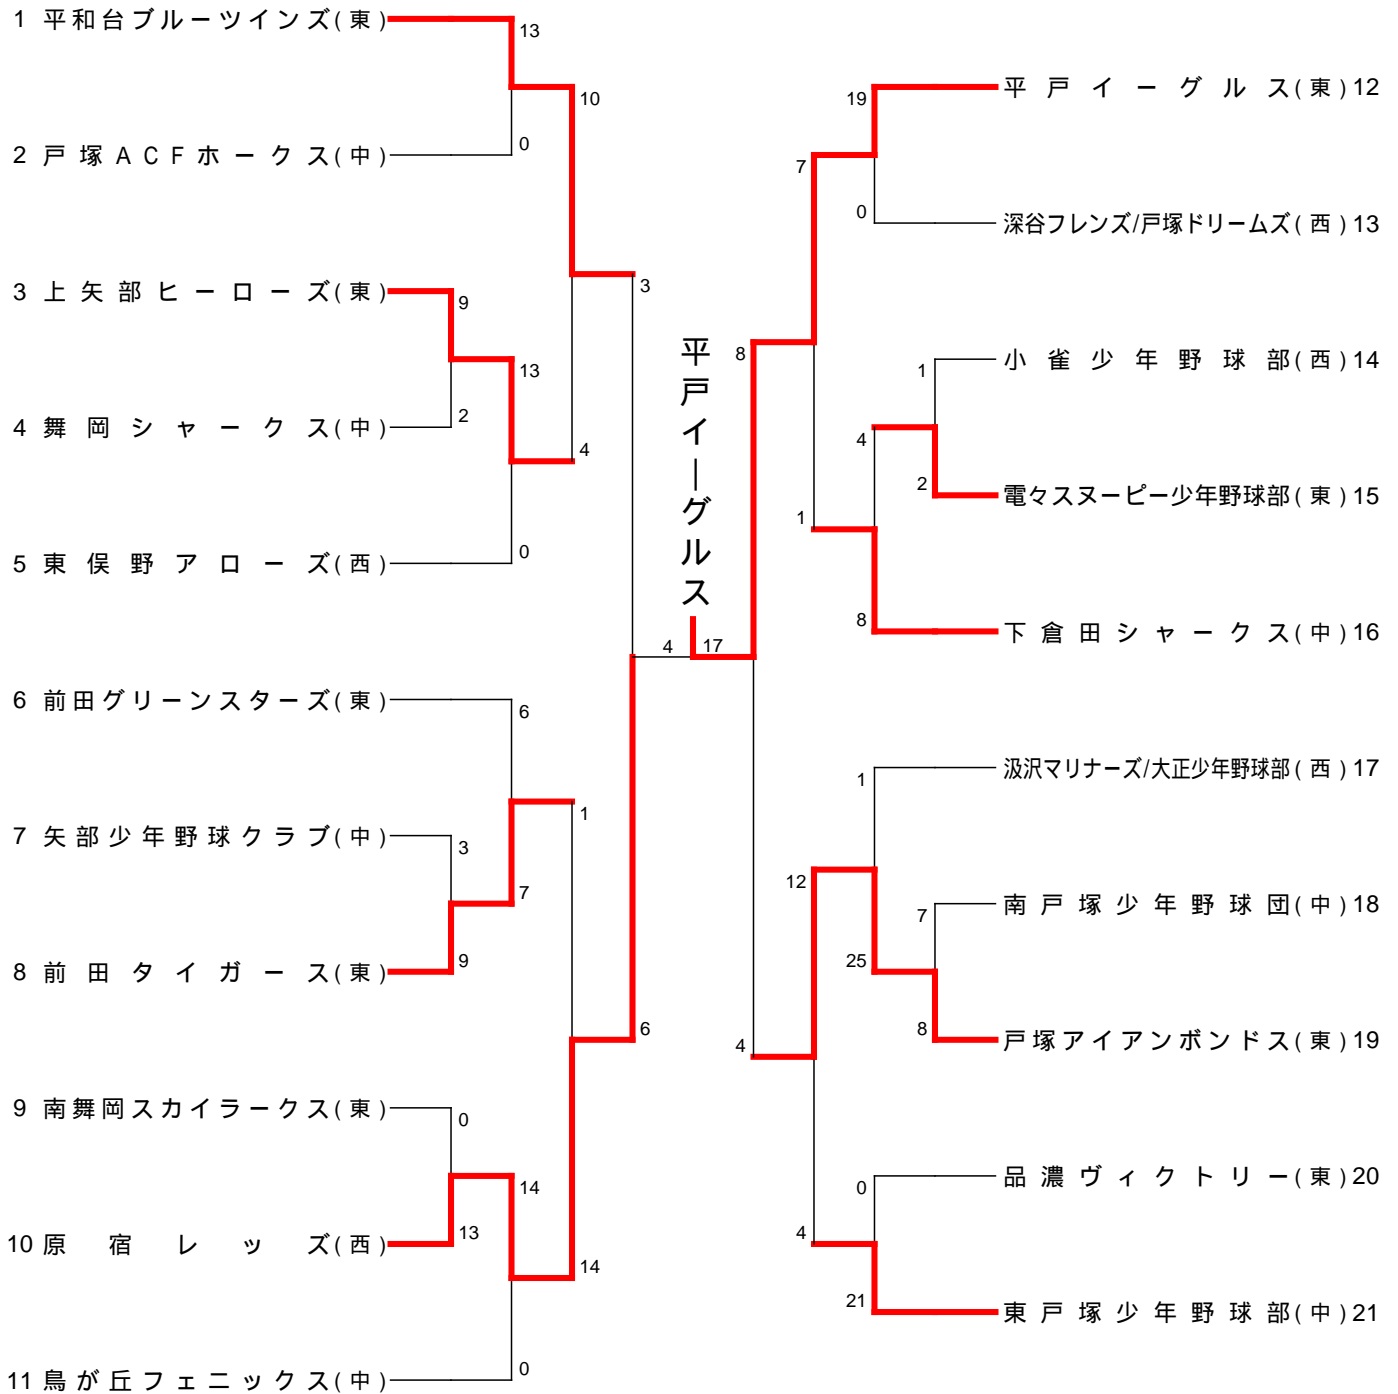 1 平和台ブルーツインズ(東)
13
10
2 戸塚ACFホークス(中)
0
3
3 上矢部ヒーローズ(東)
9
13
4 舞岡シャークス(中)
2
4
5 東俣野アローズ(西)
0
6 前田グリーンスターズ(東)
6
1
7 矢部少年野球クラブ(中)
3
7
8 前田タイガース(東)
9
6
9 南舞岡スカイラークス(東)
0
14
10 原宿レッズ(西)
13
14
11 鳥が丘フェニックス(中)
0
平戸イーグルス
4 17
19
平戸イーグルス(東) 12
7
0
深谷フレンズ/戸塚ドリームズ(西) 13
8
1
小雀少年野球部(西) 14
4
2
電々スヌーピー少年野球部(東) 15
1
8
下倉田シャークス(中) 16
1
汲沢マリナーズ/大正少年野球部(西) 17
12
7
南戸塚少年野球団(中) 18
25
8
戸塚アイアンボンドス(東) 19
4
0
品濃ヴィクトリー(東) 20
4
21
東戸塚少年野球部(中) 21